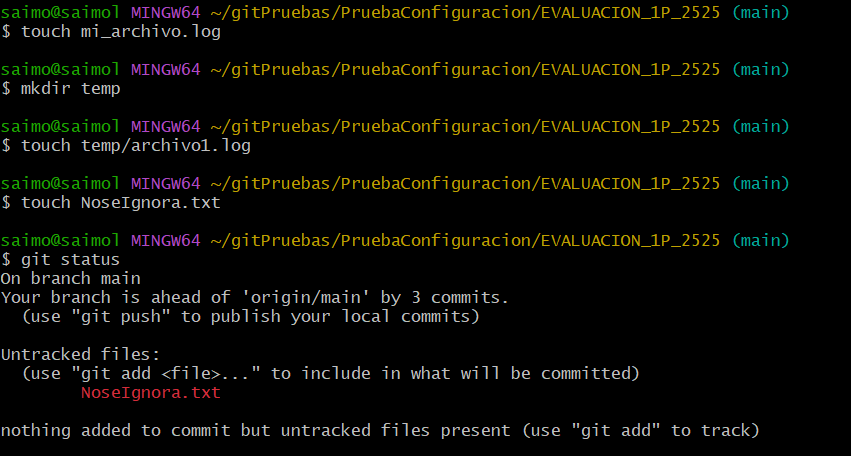 saimo@saimol MINGW64 ~/gitPruebas/PruebaConfiguracion/EVALUACION_1P_2525 (main)
$ touch mi_archivo.log
saimo@saimol MINGW64 ~/gitPruebas/PruebaConfiguracion/EVALUACION_1P_2525 (main)
$ mkdir temp
saimo@saimol MINGW64 ~/gitPruebas/PruebaConfiguracion/EVALUACION_1P_2525 (main)
$ touch temp/archivo1.log
saimo@saimol MINGW64 ~/gitPruebas/PruebaConfiguracion/EVALUACION_1P_2525 (main)
$ touch NoseIgnora.txt
saimo@saimol MINGW64 ~/gitPruebas/PruebaConfiguracion/EVALUACION_1P_2525 (main)
$ git status
On branch main
Your branch is ahead of 'origin/main' by 3 commits.
  (use "git push" to publish your local commits)
Untracked files:
  (use "git add <file>..." to include in what will be committed)
        NoseIgnora.txt
nothing added to commit but untracked files present (use "git add" to track)